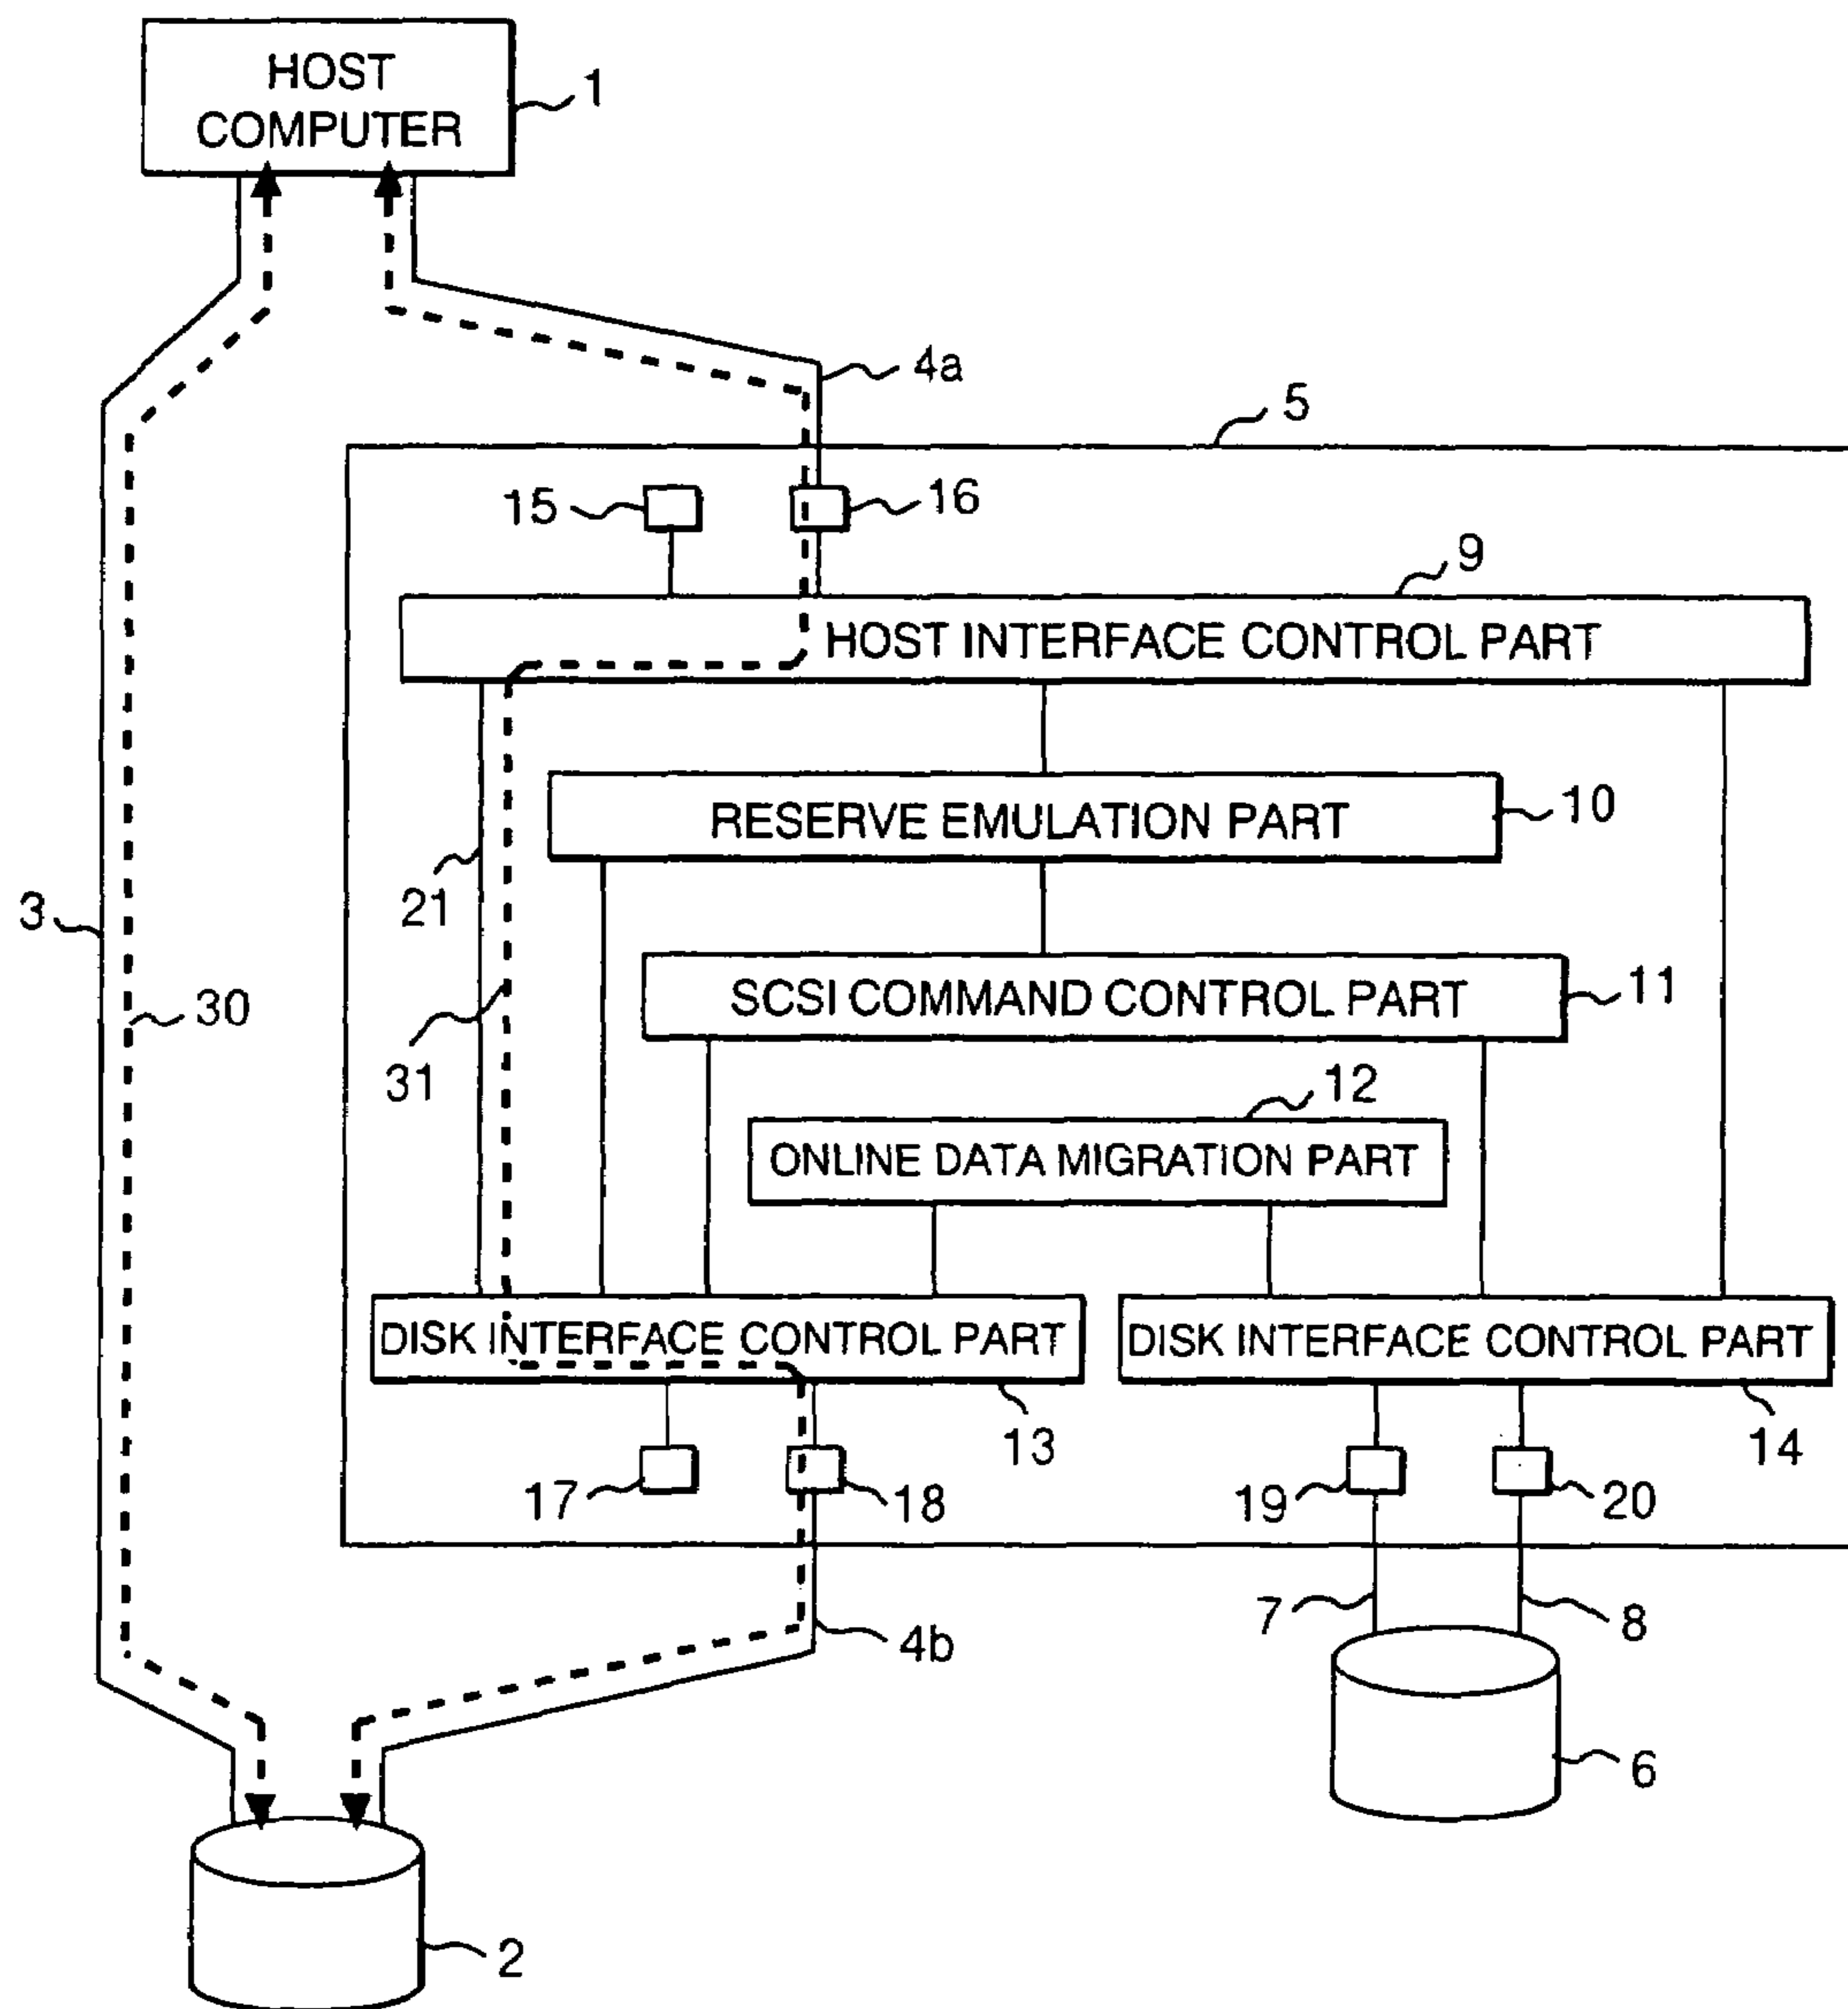 HOST
COMPUTER
1
4a
5
15
16
9
HOST INTERFACE CONTROL PART
RESERVE EMULATION PART
10
21
3
SCSI COMMAND CONTROL PART
11
30
31
12
ONLINE DATA MIGRATION PART
DISK INTERFACE CONTROL PART
DISK INTERFACE CONTROL PART
13
14
17
18
19
20
7
8
4b
6
2